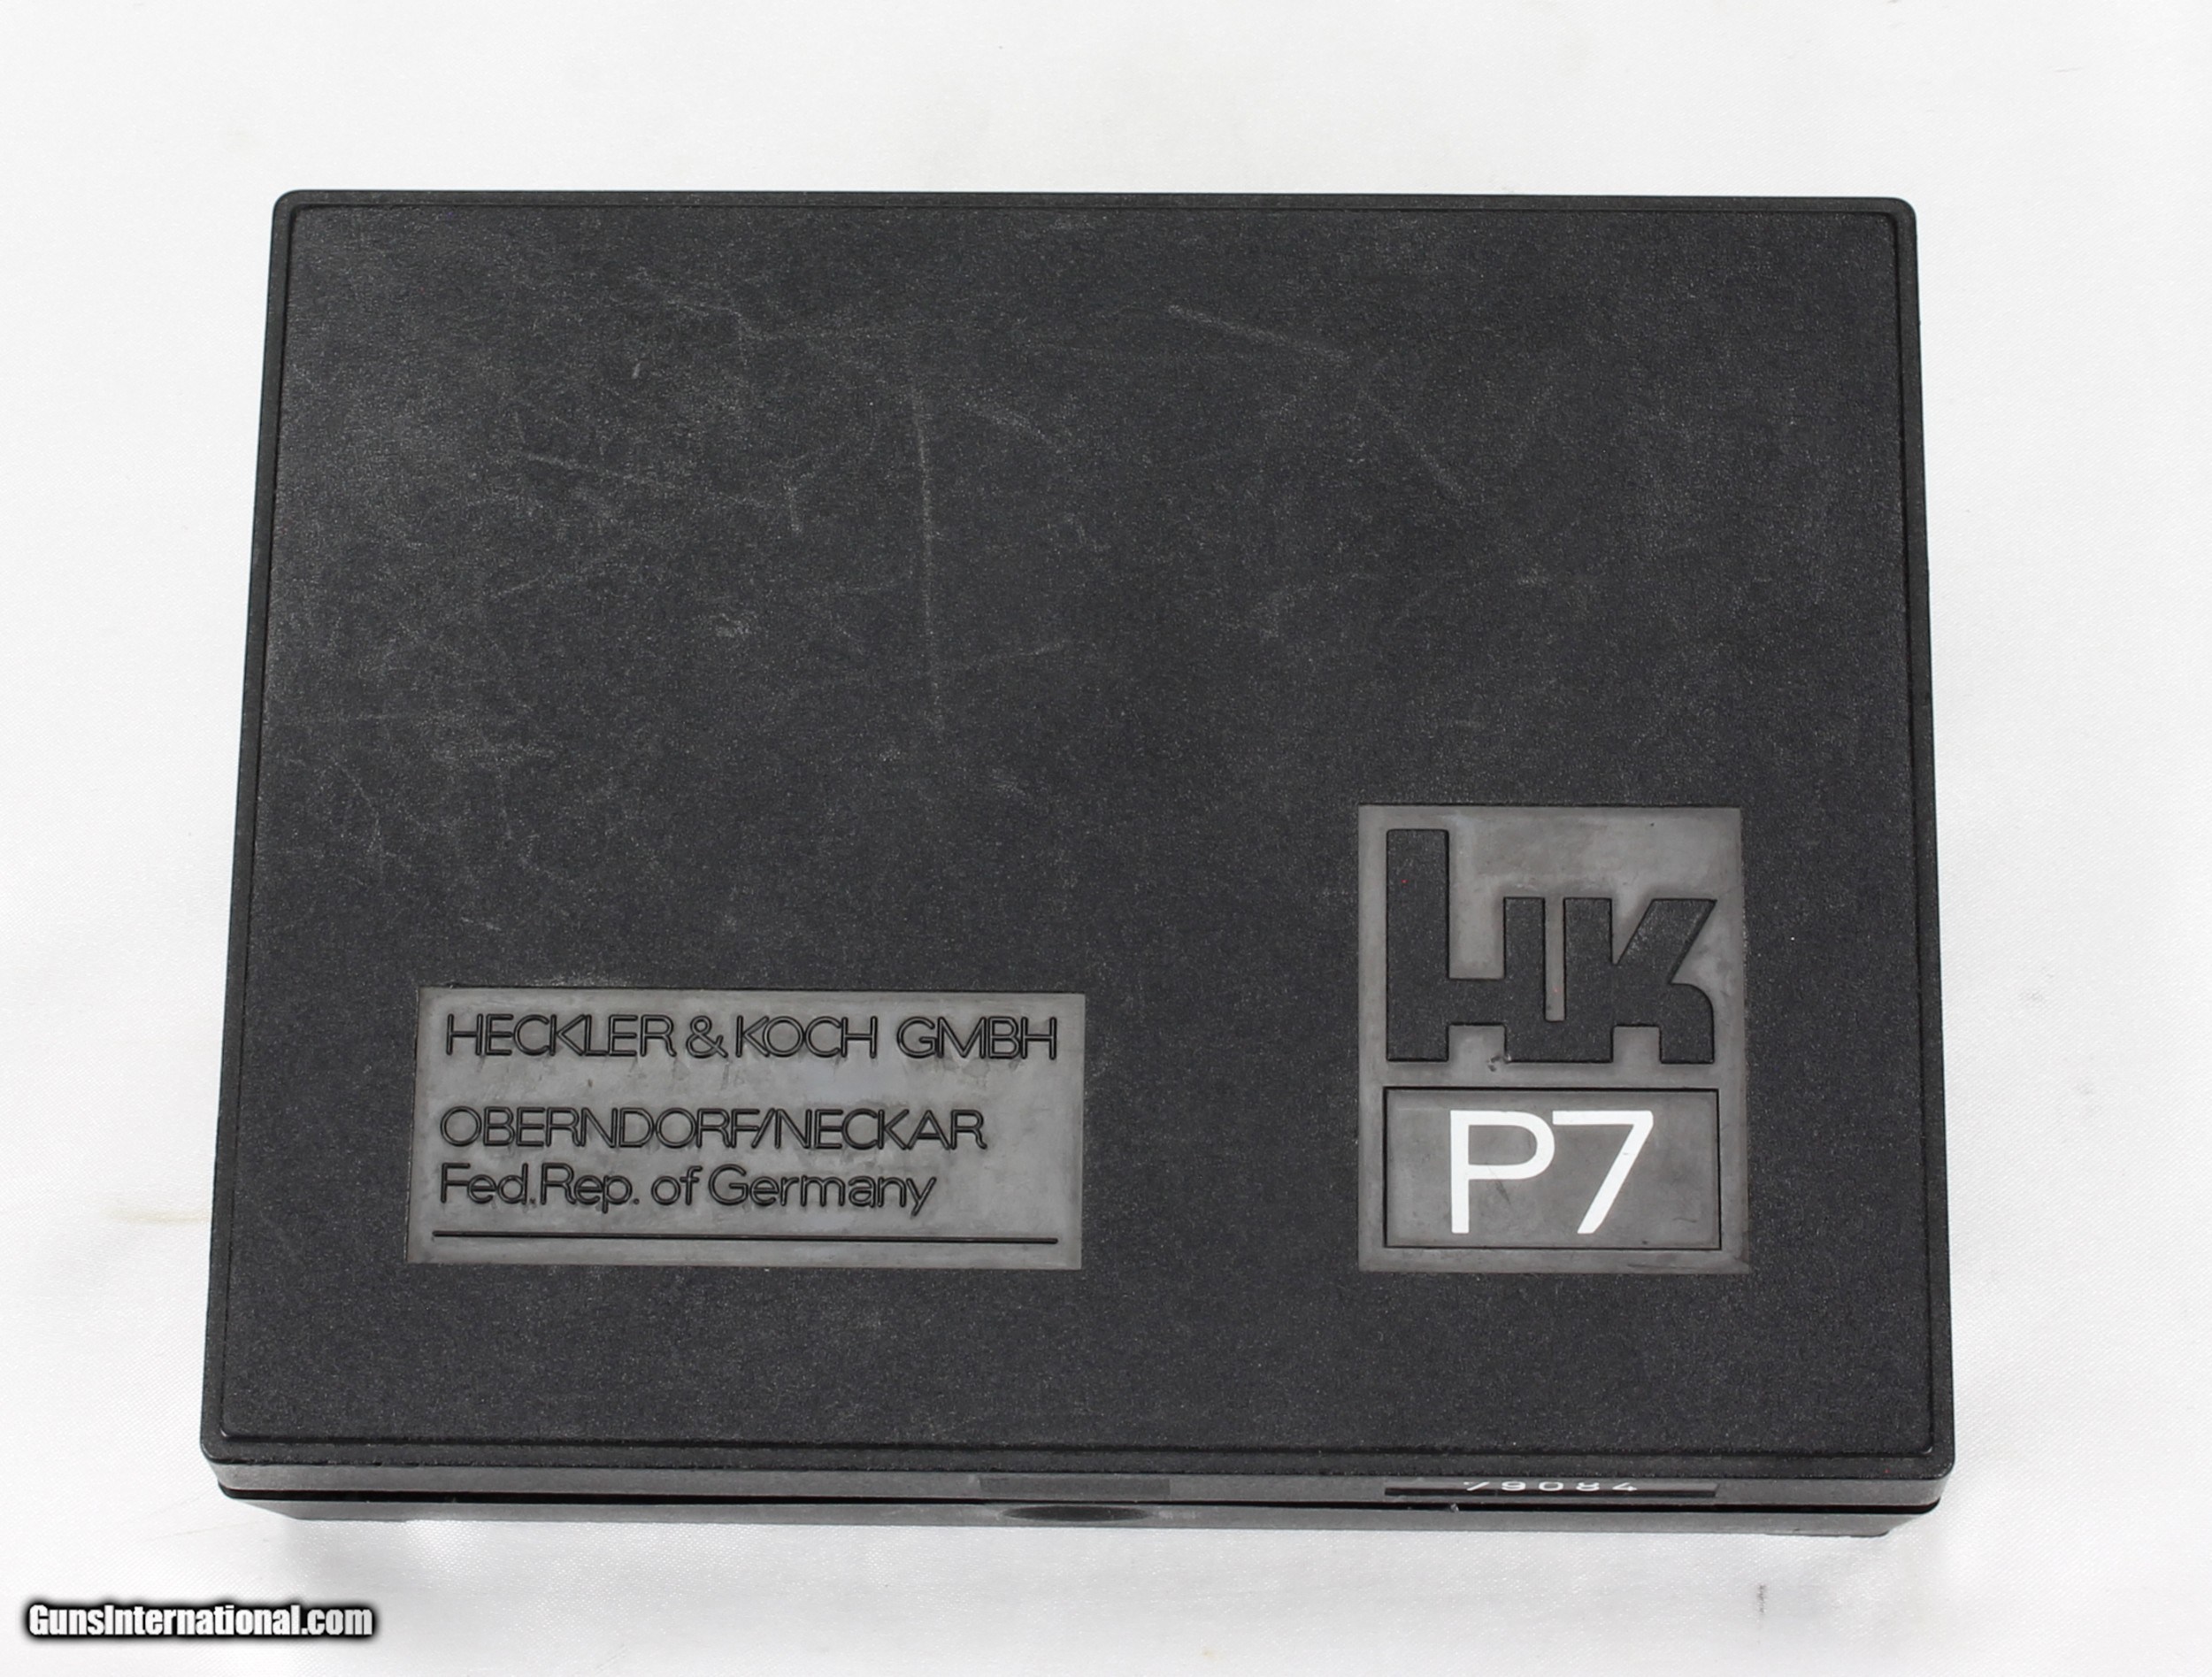 HECKLER & KOCH GMBH
OBERNDORF/NECKAR
Fed.Rep. of Germany
HK
P7
79084
GunsInternational.com